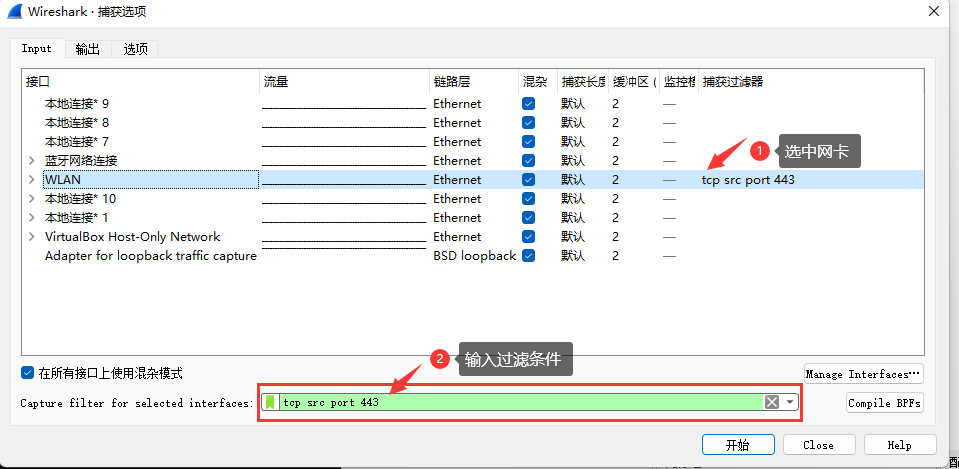 Wireshark · 捕获选项
Input 输出 选项
接口 流量 链路层 混杂 捕获长度 缓冲区 ( 监控模 捕获过滤器
本地连接* 9 Ethernet 默认 2 —
本地连接* 8 Ethernet 默认 2 —
本地连接* 7 Ethernet 默认 2 —
1 选中网卡
蓝牙网络连接 Ethernet 默认 2 —
WLAN Ethernet 默认 2 — tcp src port 443
本地连接* 10 Ethernet 默认 2 —
本地连接* 1 Ethernet 默认 2 —
VirtualBox Host-Only Network Ethernet 默认 2 —
Adapter for loopback traffic capture BSD loopback 默认 2 —
2 输入过滤条件
在所有接口上使用混杂模式 Manage Interfaces…
Capture filter for selected interfaces: tcp src port 443 Compile BPFs
开始 Close Help